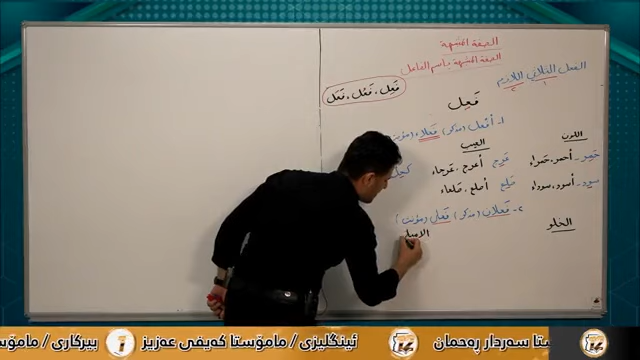 الصفة المشبهة
الصفة المشبهة باسم الفاعل
الفعل الثلاثي اللازم
فَعِل، فَعُل، فَعَل
فَعِل
١- أفعل (مذكر) فعلاء (مؤنث
اللون
العيب
حَمِر - أحمر، حمراء
عَرِج أعرج، عرجاء
سَوِد - أسود، سوداء
صَلِع أصلع، صلعاء
٢- فعلان (مذكر) فعلى (مؤنث)
الخلو
ستا سەردار ڕەحمان
ئینگلیزی / مامۆستا کەیفی عەزیز
بیرکاری / مامۆس